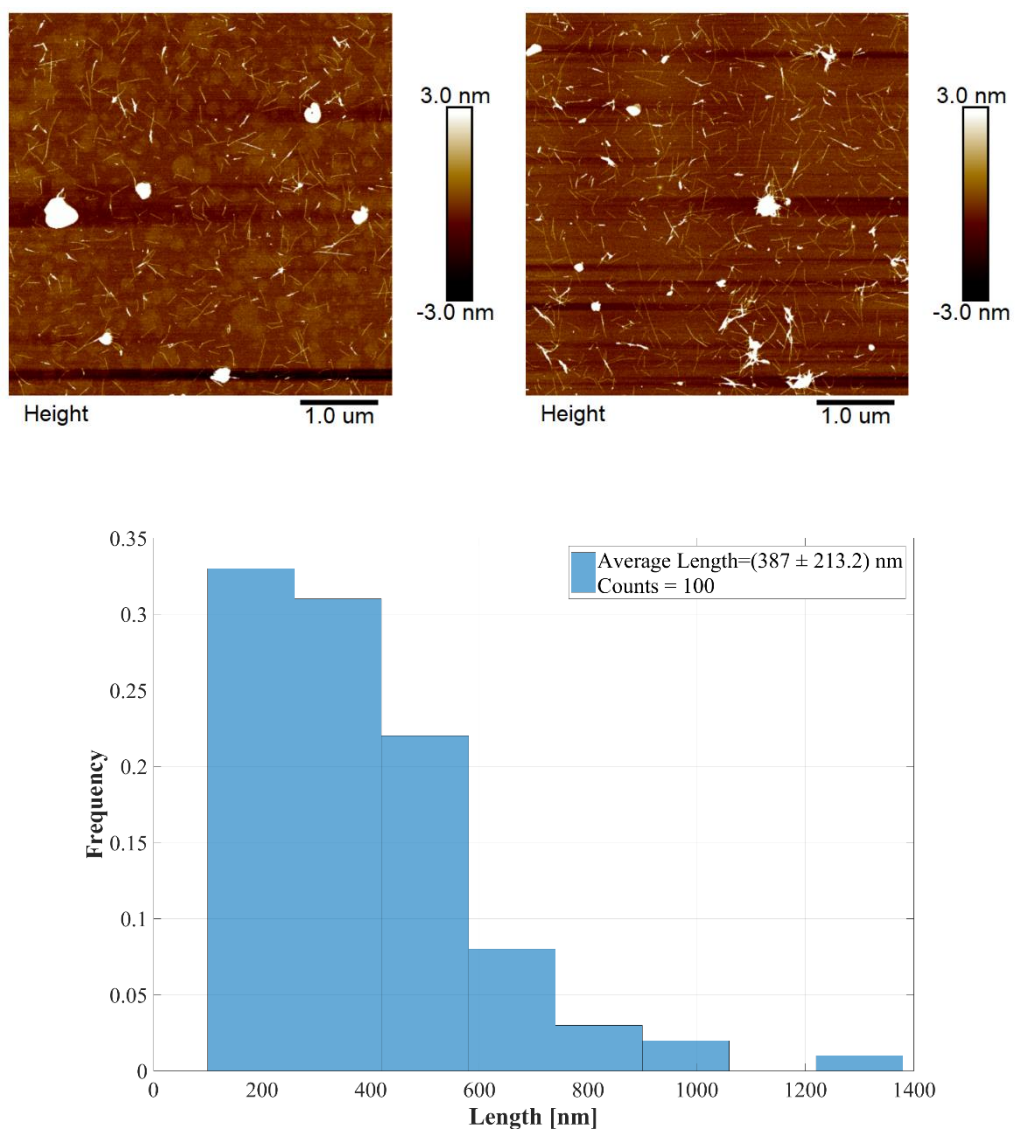 3.0 nm
-3.0 nm
Height
1.0 um
3.0 nm
-3.0 nm
Height
1.0 um
0.35
0.3
0.25
0.2
0.15
0.1
0.05
0
Frequency
Average Length=(387 ± 213.2) nm
Counts = 100
0 200 400 600 800 1000 1200 1400
Length [nm]